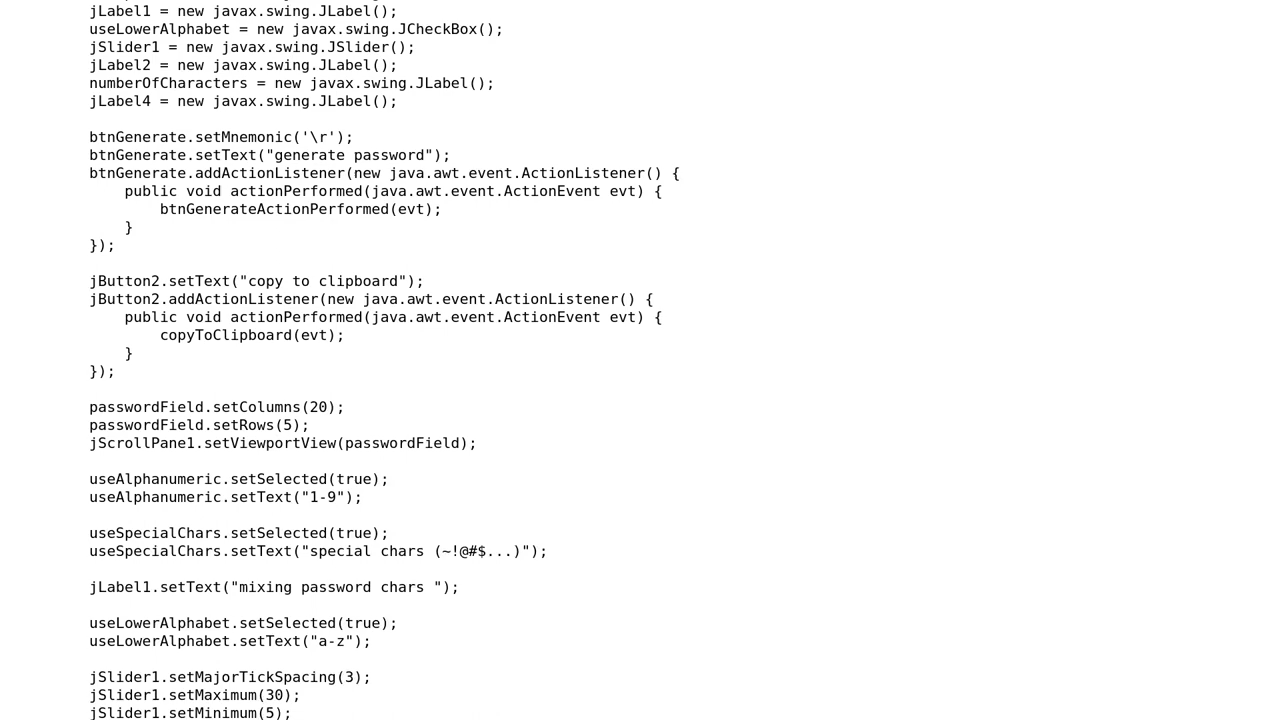 jLabel1 = new javax.swing.JLabel();
useLowerAlphabet = new javax.swing.JCheckBox();
jSlider1 = new javax.swing.JSlider();
jLabel2 = new javax.swing.JLabel();
numberOfCharacters = new javax.swing.JLabel();
jLabel4 = new javax.swing.JLabel();

btnGenerate.setMnemonic('\r');
btnGenerate.setText("generate password");
btnGenerate.addActionListener(new java.awt.event.ActionListener() {
    public void actionPerformed(java.awt.event.ActionEvent evt) {
        btnGenerateActionPerformed(evt);
    }
});

jButton2.setText("copy to clipboard");
jButton2.addActionListener(new java.awt.event.ActionListener() {
    public void actionPerformed(java.awt.event.ActionEvent evt) {
        copyToClipboard(evt);
    }
});

passwordField.setColumns(20);
passwordField.setRows(5);
jScrollPane1.setViewportView(passwordField);

useAlphanumeric.setSelected(true);
useAlphanumeric.setText("1-9");

useSpecialChars.setSelected(true);
useSpecialChars.setText("special chars (~!@#$...)");

jLabel1.setText("mixing password chars ");

useLowerAlphabet.setSelected(true);
useLowerAlphabet.setText("a-z");

jSlider1.setMajorTickSpacing(3);
jSlider1.setMaximum(30);
jSlider1.setMinimum(5);